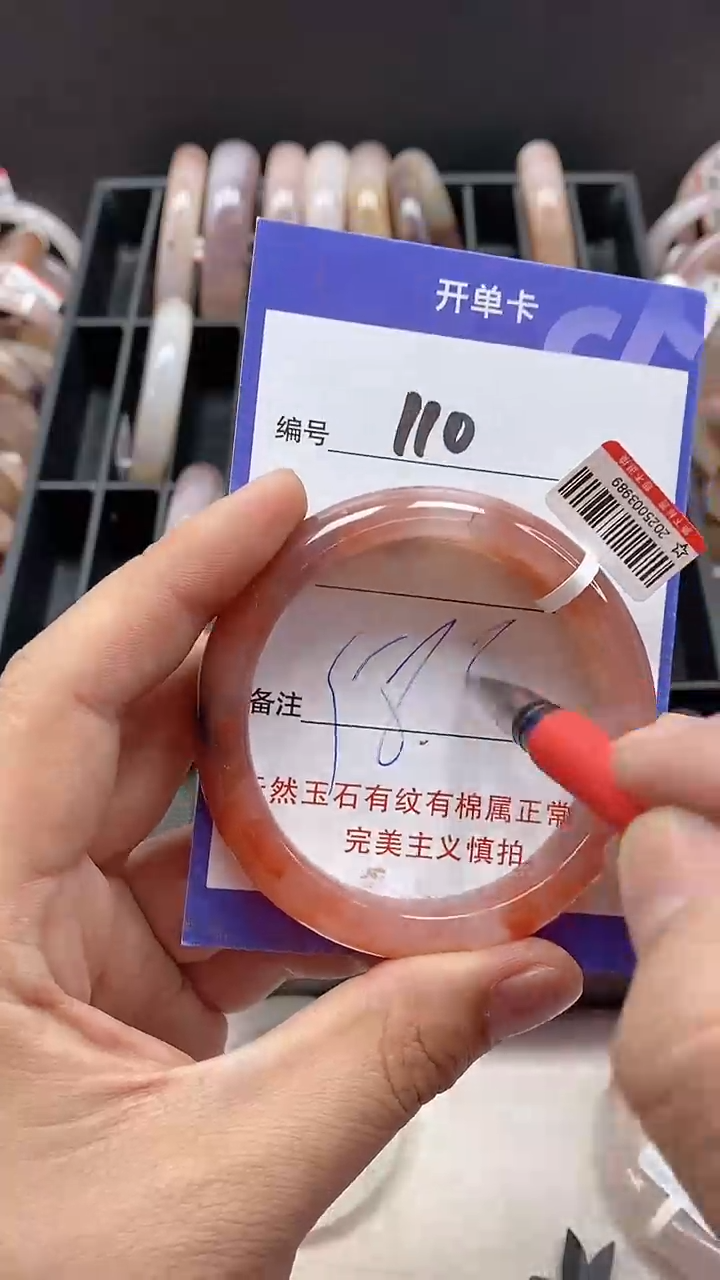 开单卡
编号 110
备注 58.
天然玉石有纹有棉属正常
完美主义慎拍
2025003989